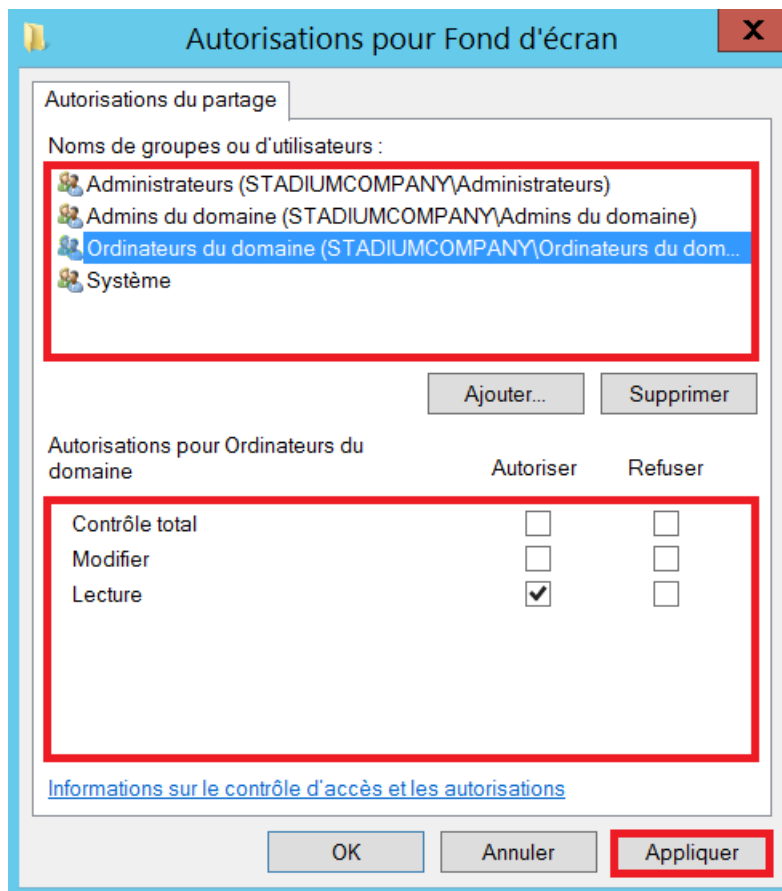 Autorisations pour Fond d'écran
Autorisations du partage
Noms de groupes ou d'utilisateurs :
Administrateurs (STADIUMCOMPANY\Administrateurs)
Admins du domaine (STADIUMCOMPANY\Admins du domaine)
Ordinateurs du domaine (STADIUMCOMPANY\Ordinateurs du dom...
Système
Ajouter... Supprimer
Autorisations pour Ordinateurs du
domaine Autoriser Refuser
Contrôle total
Modifier
Lecture
Informations sur le contrôle d'accès et les autorisations
OK Annuler Appliquer